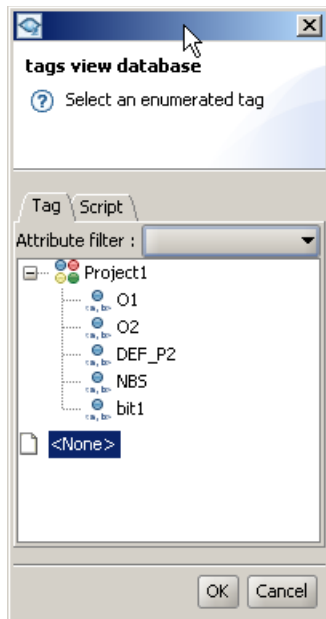 tags view database
Select an enumerated tag
Tag Script
Attribute filter :
Project1
O1
O2
DEF_P2
NBS
bit1
<None>
OK Cancel